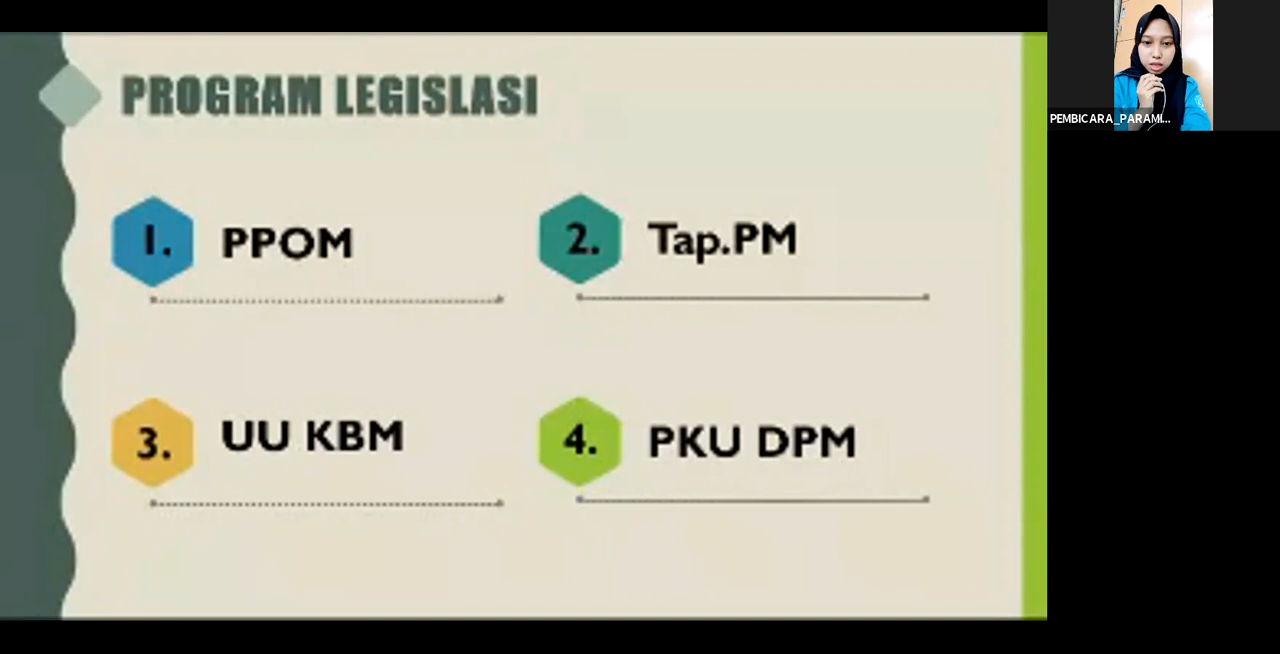 PROGRAM LEGISLASI
1. PPOM
2. Tap.PM
3. UU KBM
4. PKU DPM
PEMBICARA_PARAMI...